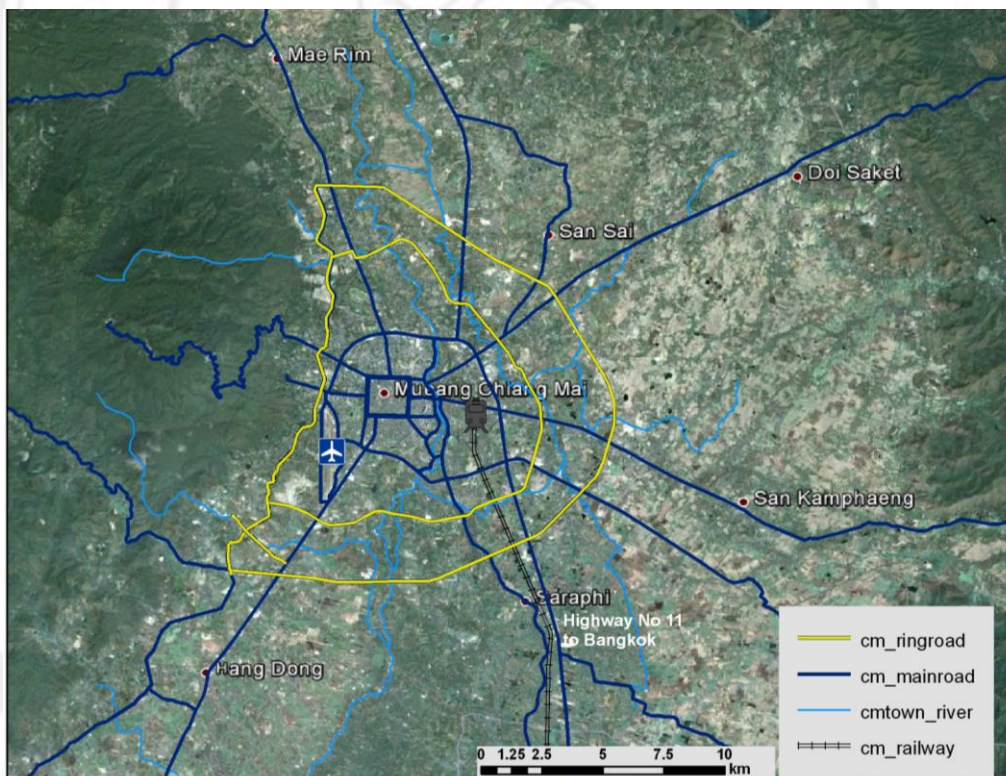 Mae Rim
Doi Saket
San Sai
Mueang Chiang Mai
San Kamphaeng
Saraphi
Highway No 11
to Bangkok
Hang Dong
cm_ringroad
cm_mainroad
cmtown_river
cm_railway
0 1.25 2.5 5 7.5 10
km